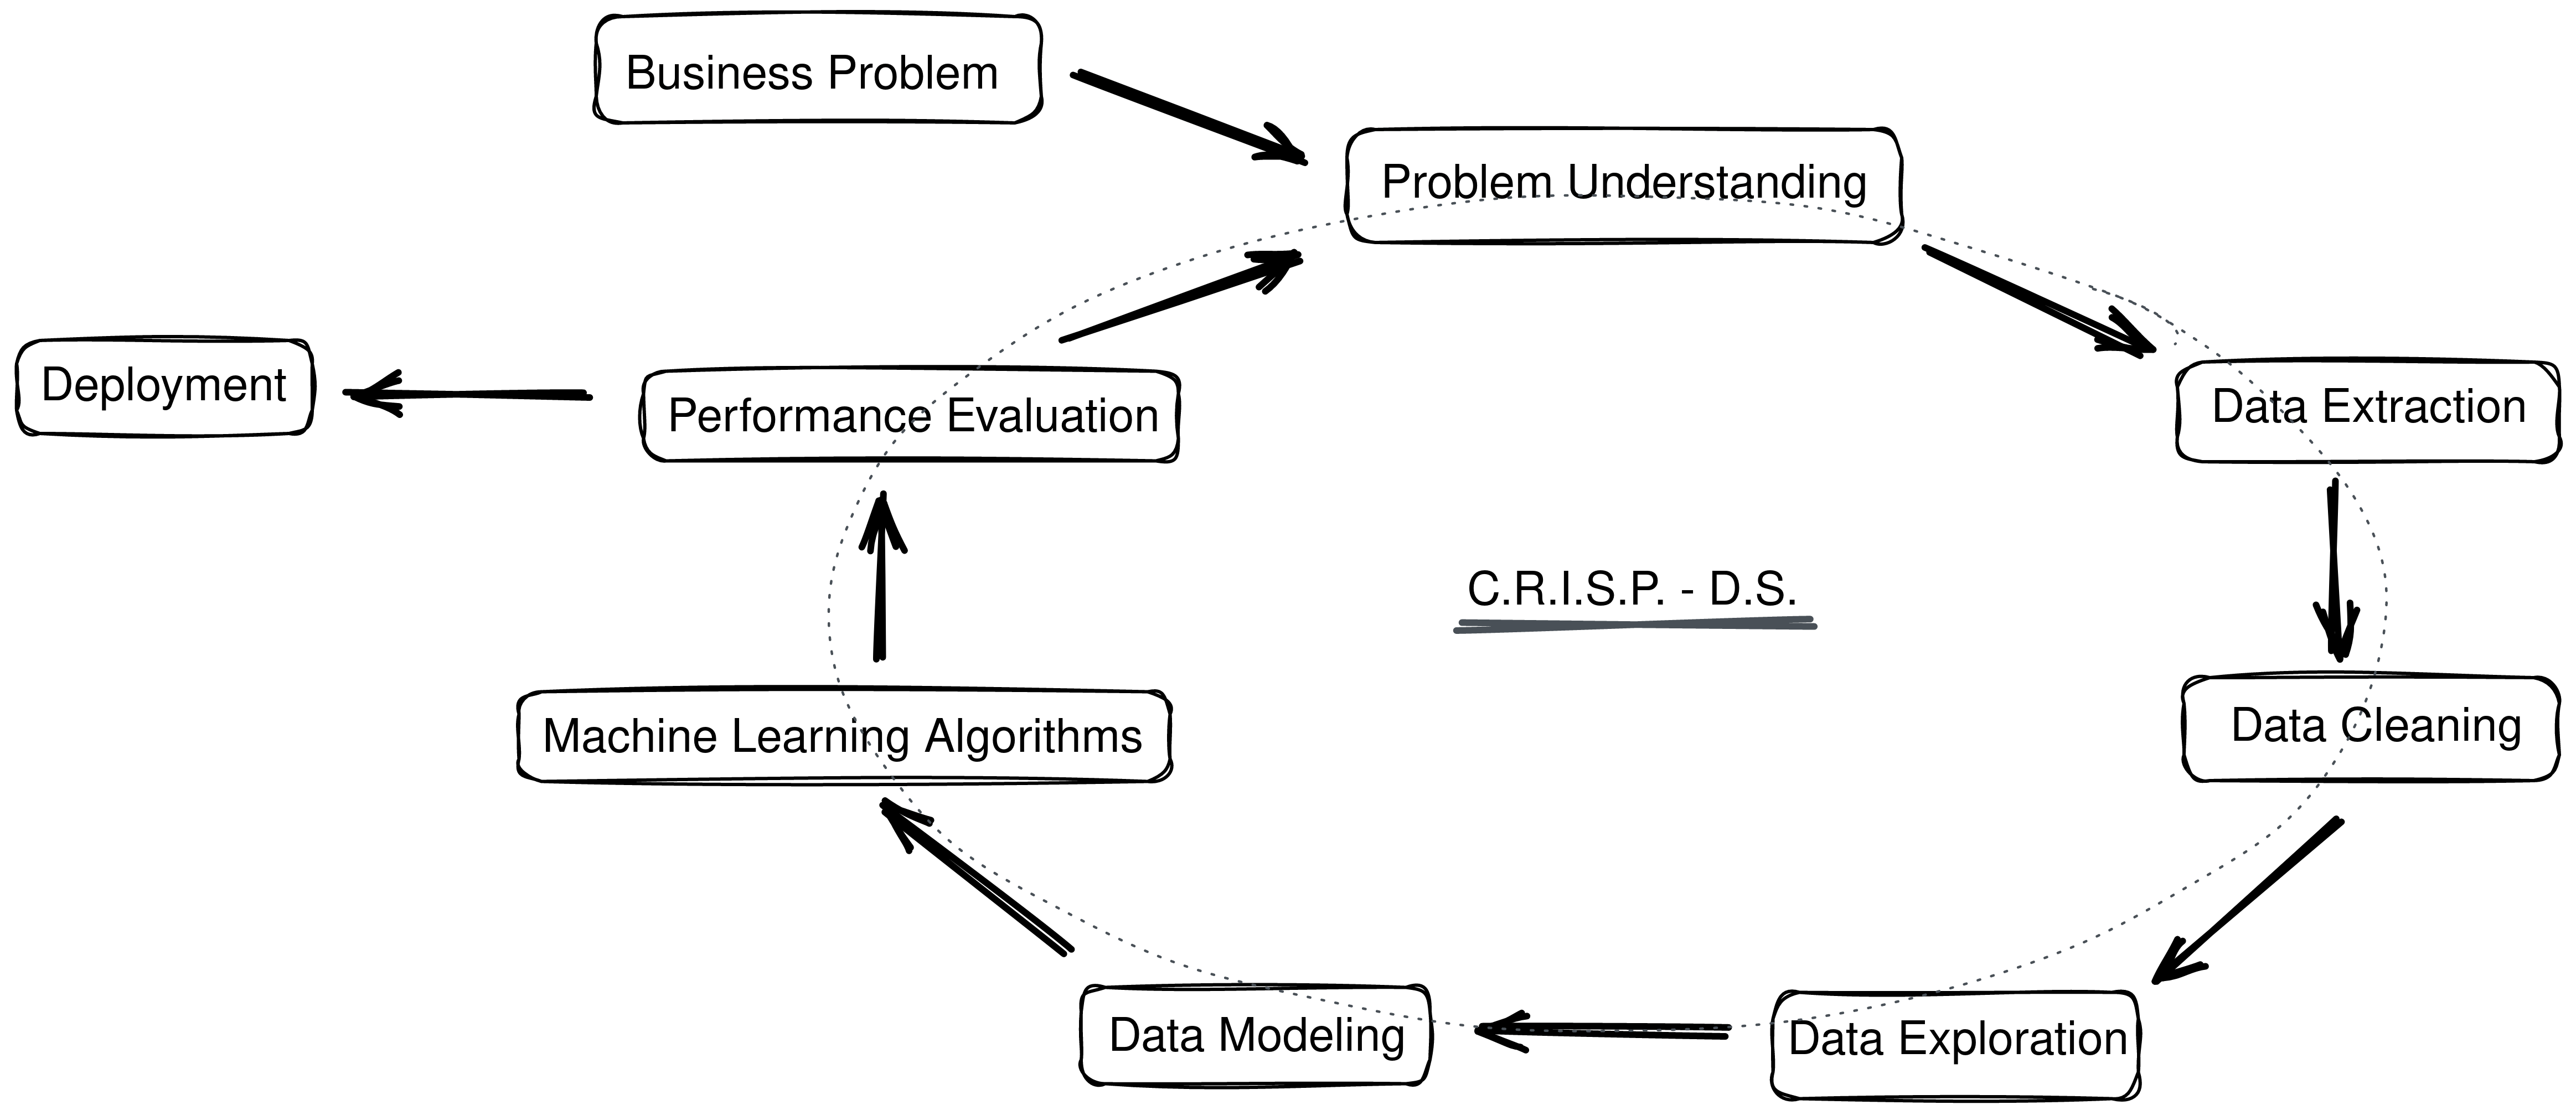 Business Problem
Problem Understanding
Deployment
Performance Evaluation
Data Extraction
C.R.I.S.P. - D.S.
Machine Learning Algorithms
Data Cleaning
Data Modeling
Data Exploration